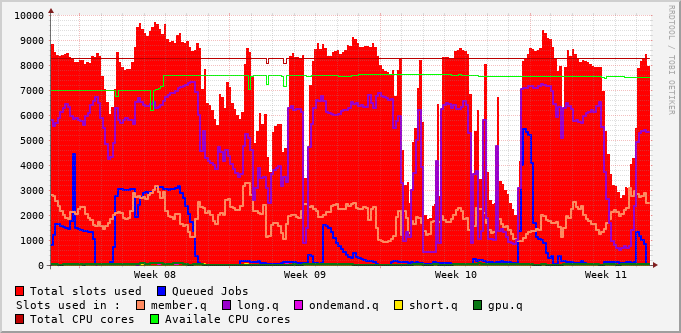 10000
9000
8000
7000
6000
5000
4000
3000
2000
1000
0
Week 08 Week 09 Week 10 Week 11
Total slots used Queued Jobs
Slots used in : member.q long.q ondemand.q short.q gpu.q
Total CPU cores Availale CPU cores
RRDTOOL / TOBI OETIKER